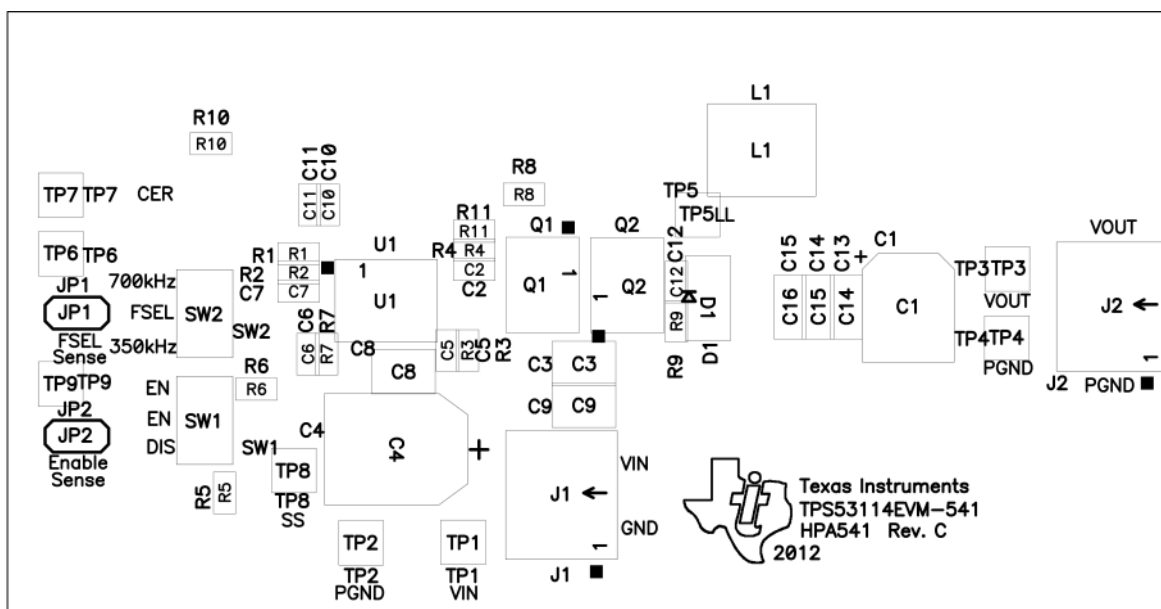 L1
L1
R10
R10
C11
C10
C11
C10
R8
R8
TP7
TP7
CER
TP5
TP5
LL
R11
R11
Q1
Q1
1
Q2
Q2
1
C12
C12
TP6
TP6
R1
R1
R4
R4
U1
1
U1
R2
R2
C7
C7
C2
C2
JP1
JP1
FSEL
Sense
700kHz
FSEL
350kHz
SW2
SW2
C15
C14
C13
C1
+
C16
C15
C14
C1
VOUT
TP3
TP3
VOUT
J2
1
J2
PGND
TP4
TP4
PGND
D1
D1
R9
R9
C6
R7
C6
R7
C8
C8
C5
R3
C5
R3
C3
C3
C9
C9
TP9
TP9
JP2
JP2
Enable
Sense
EN
EN
DIS
SW1
SW1
R6
R6
C4
C4
+
TP8
TP8
SS
R5
R5
J1
1
J1
VIN
GND
TP2
TP2
PGND
TP1
TP1
VIN
Texas Instruments
TPS53114EVM-541
HPA541 Rev. C
2012